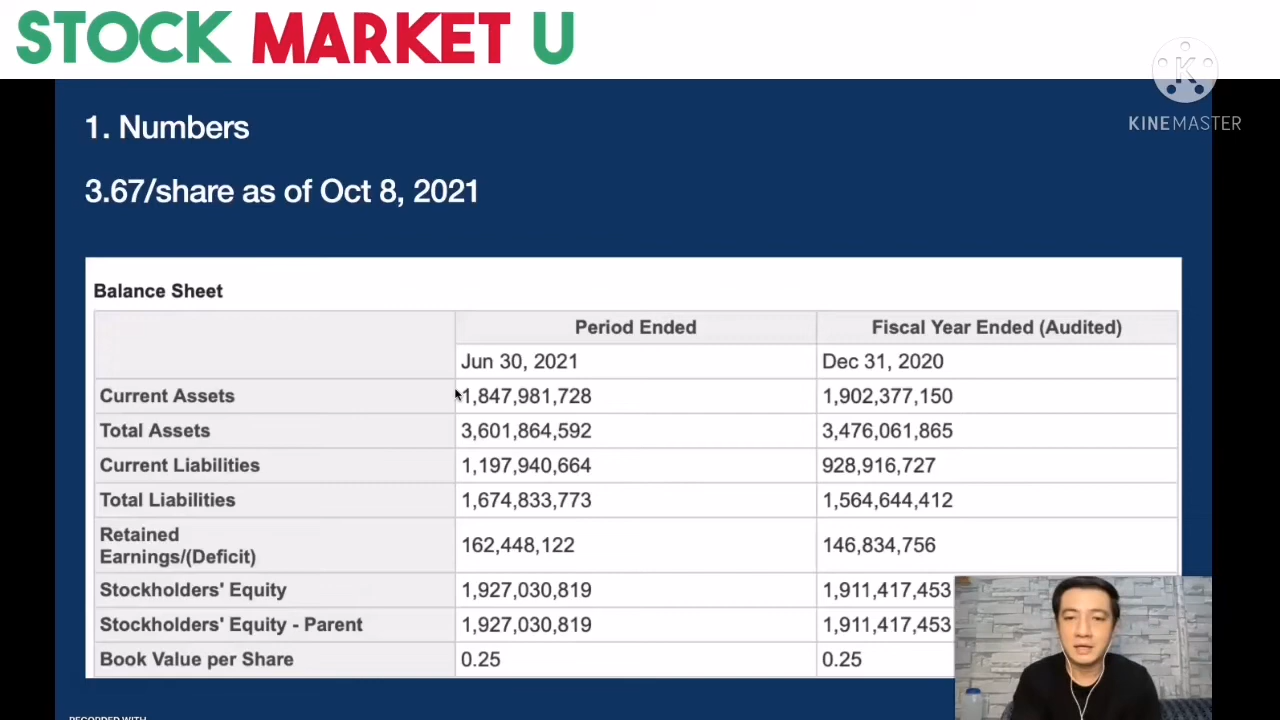 STOCK MARKET U
KINEMASTER
1. Numbers
3.67/share as of Oct 8, 2021
Balance Sheet
Period Ended Fiscal Year Ended (Audited)
Jun 30, 2021 Dec 31, 2020
Current Assets 1,847,981,728 1,902,377,150
Total Assets 3,601,864,592 3,476,061,865
Current Liabilities 1,197,940,664 928,916,727
Total Liabilities 1,674,833,773 1,564,644,412
Retained
Earnings/(Deficit) 162,448,122 146,834,756
Stockholders' Equity 1,927,030,819 1,911,417,453
Stockholders' Equity - Parent 1,927,030,819 1,911,417,453
Book Value per Share 0.25 0.25
RECORDED WITH